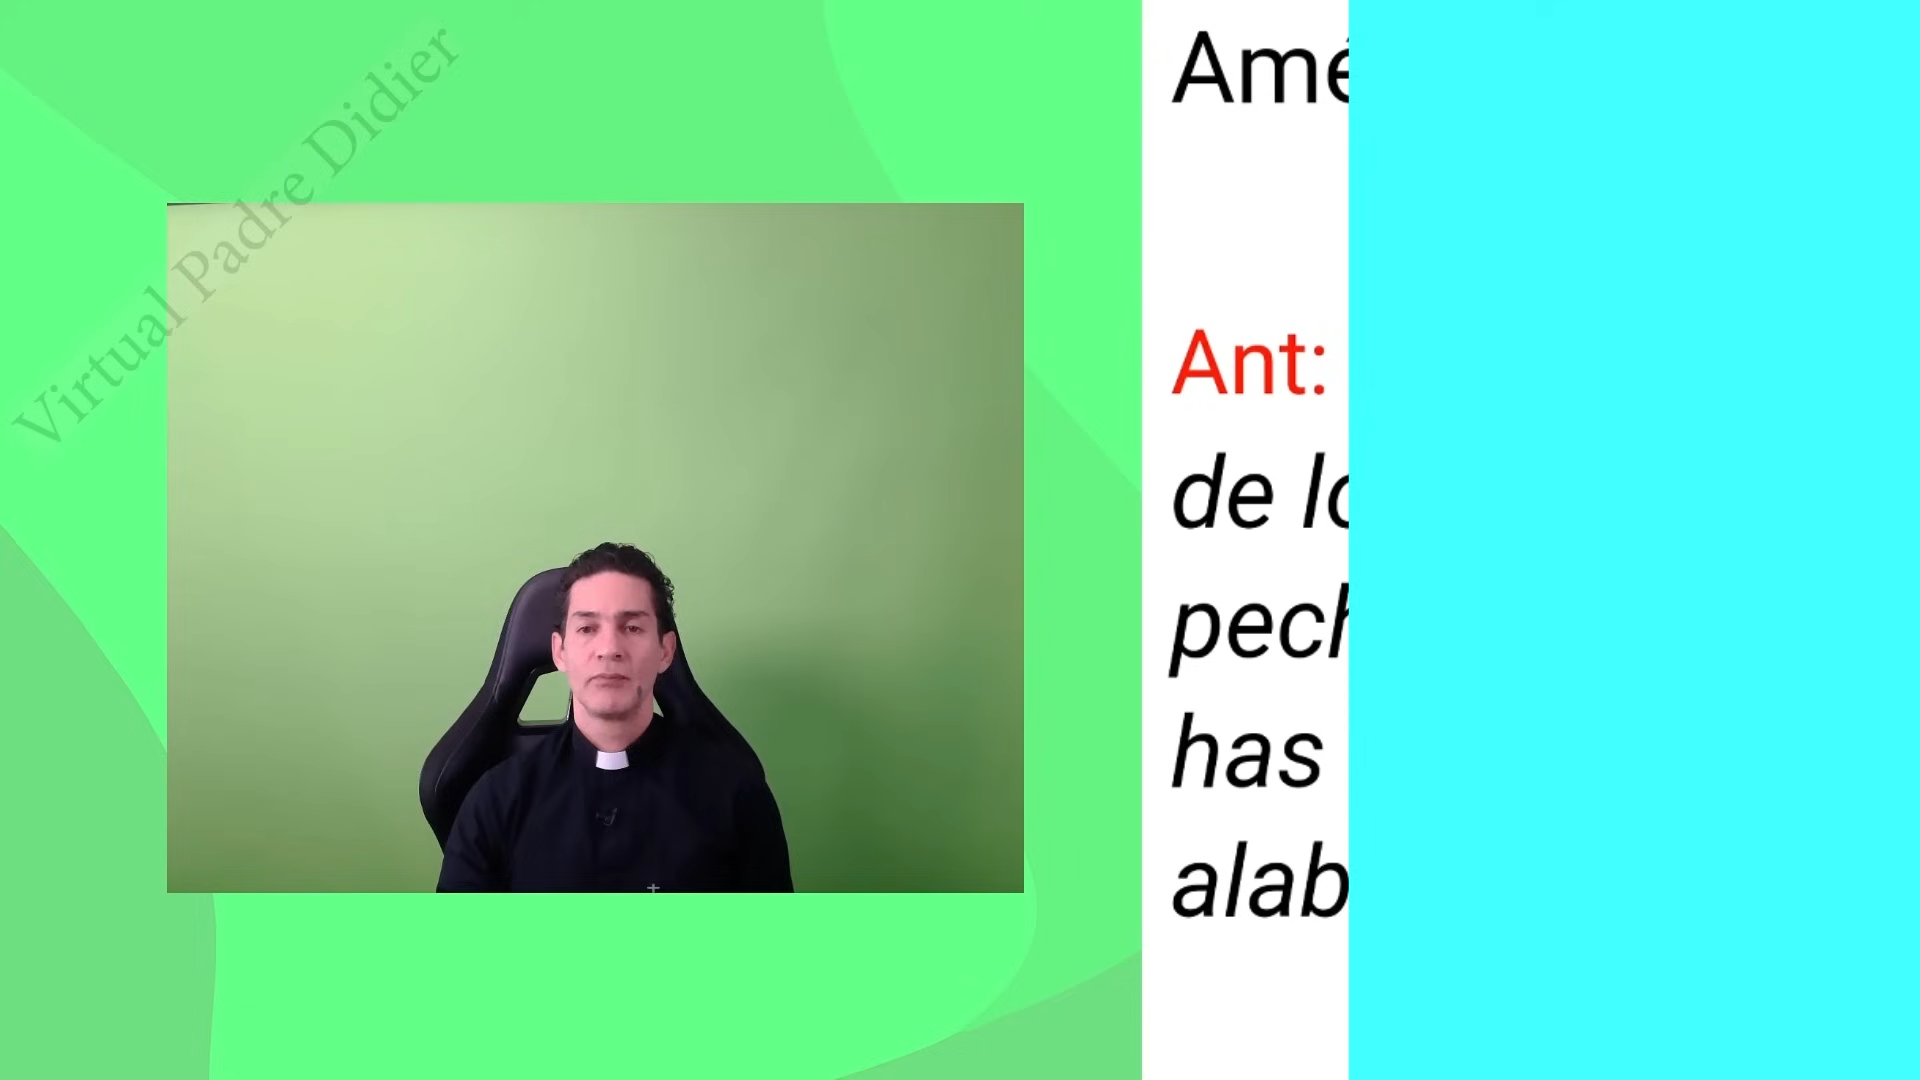 Virtual Padre Didier
Amé
Ant:
de lo
pech
has
alab